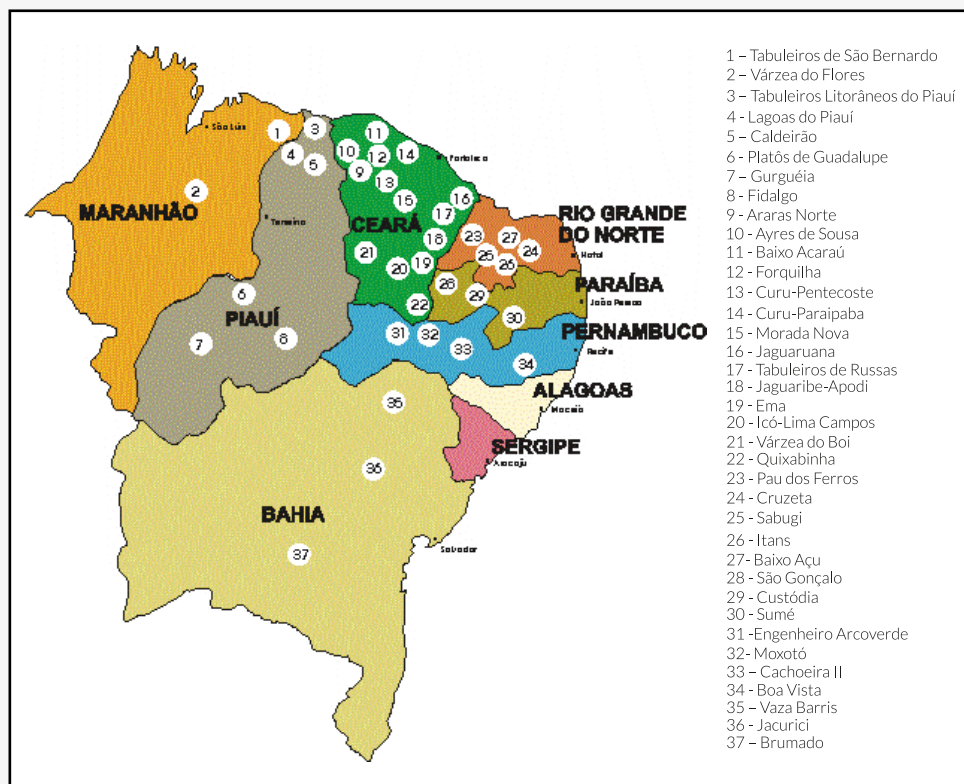 São Luis
1
3
11
4
5
10
12
14
Fortaleza
9
13
2
MARANHÃO
15
16
17
Teresina
CEARÁ
RIO GRANDE
DO NORTE
18
23
27
24
25
26
Natal
21
20
19
28
29
PARAÍBA
João Pessoa
6
22
30
PIAUÍ
7
8
31
32
33
PERNAMBUCO
Recife
34
35
ALAGOAS
Maceió
SERGIPE
Aracaju
36
BAHIA
37
Salvador
1 – Tabuleiros de São Bernardo
2 – Várzea do Flores
3 – Tabuleiros Litorâneos do Piauí
4 - Lagoas do Piauí
5 – Caldeirão
6 - Platôs de Guadalupe
7 - Gurguéia
8 - Fidalgo
9 - Araras Norte
10 - Ayres de Sousa
11 - Baixo Acaraú
12 - Forquilha
13 - Curu-Pentecoste
14 - Curu-Paraipaba
15 - Morada Nova
16 - Jaguaruana
17 - Tabuleiros de Russas
18 - Jaguaribe-Apodi
19 - Ema
20 - Icó-Lima Campos
21 - Várzea do Boi
22 - Quixabinha
23 - Pau dos Ferros
24 - Cruzeta
25 - Sabugi
26 - Itans
27- Baixo Açu
28 - São Gonçalo
29 - Custódia
30 – Sumé
31 -Engenheiro Arcoverde
32- Moxotó
33 – Cachoeira II
34 - Boa Vista
35 – Vaza Barris
36 - Jacurici
37 – Brumado